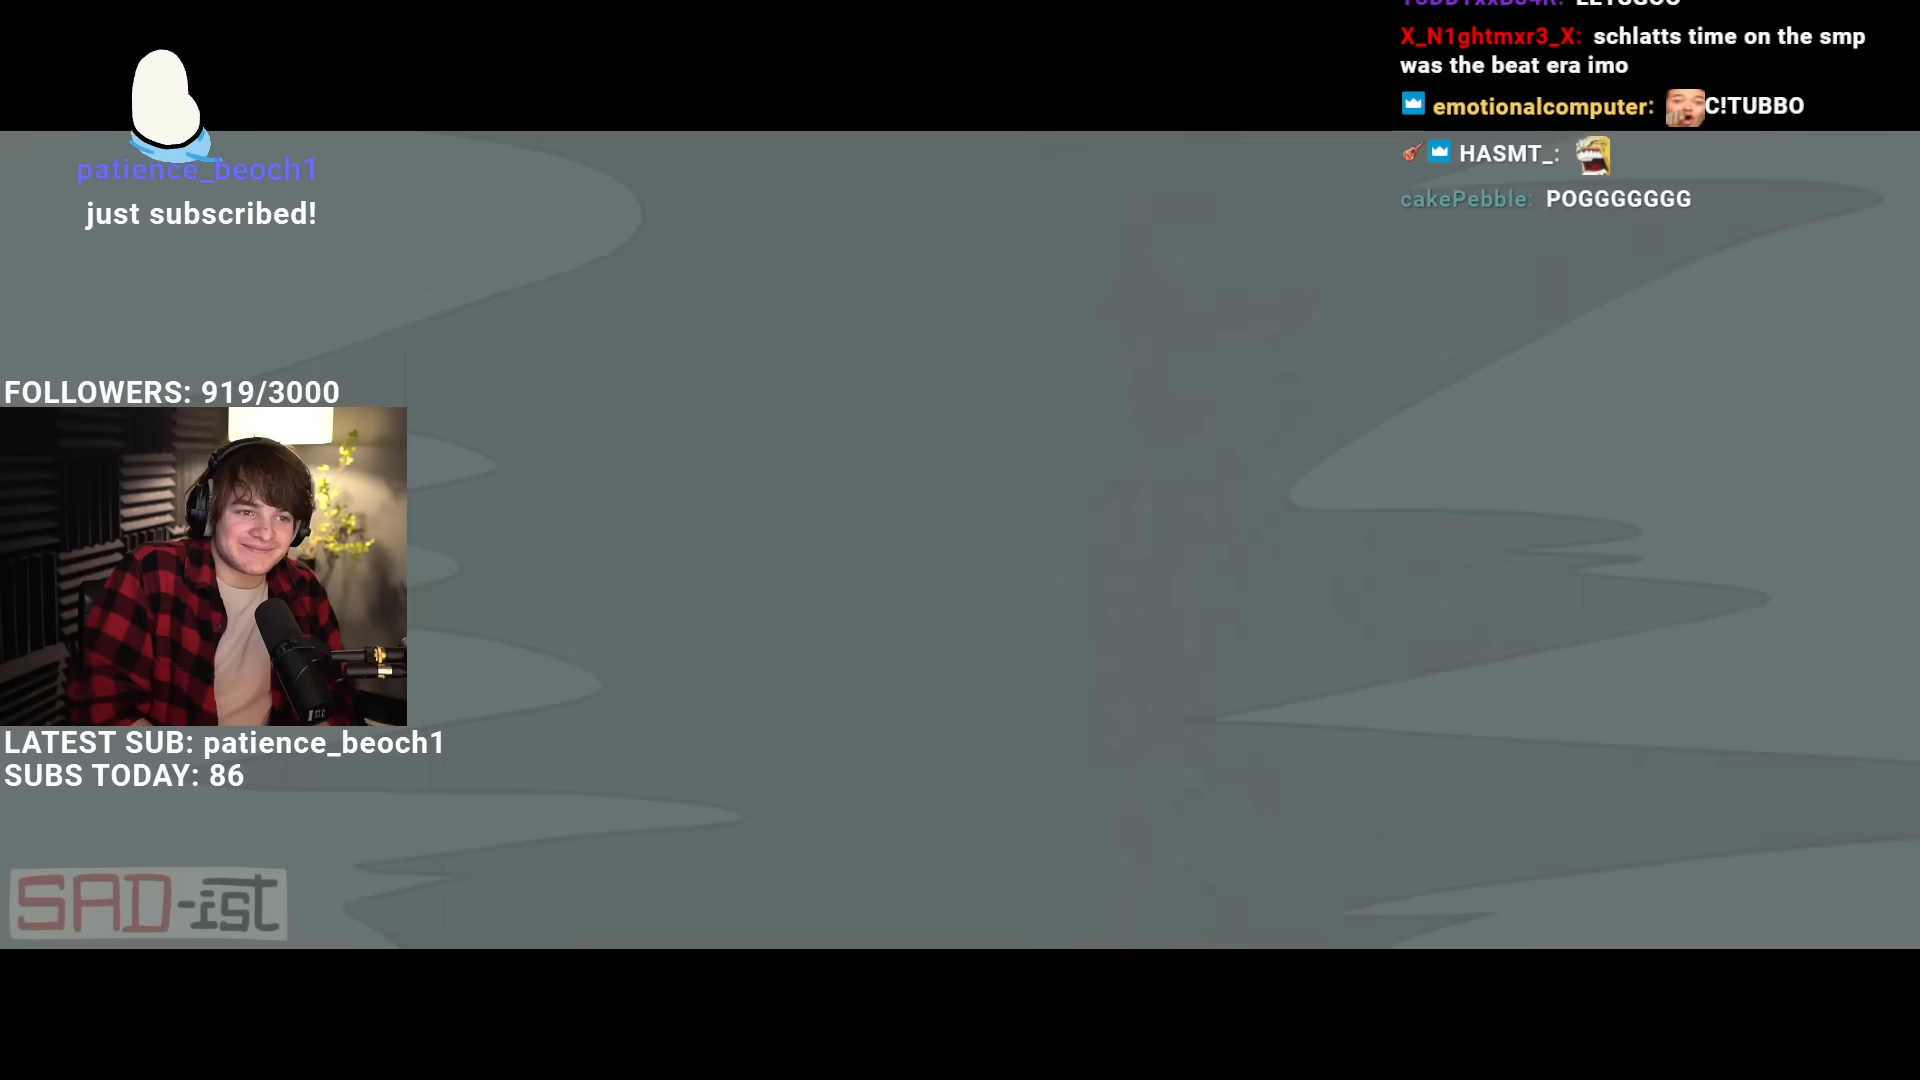 X_N1ghtmxr3_X: schlatts time on the smp
was the beat era imo
emotionalcomputer: C!TUBBO
HASMT_:
cakePebble: POGGGGGGG
patience_beoch1
just subscribed!
FOLLOWERS: 919/3000
LATEST SUB: patience_beoch1
SUBS TODAY: 86
SAD-ist